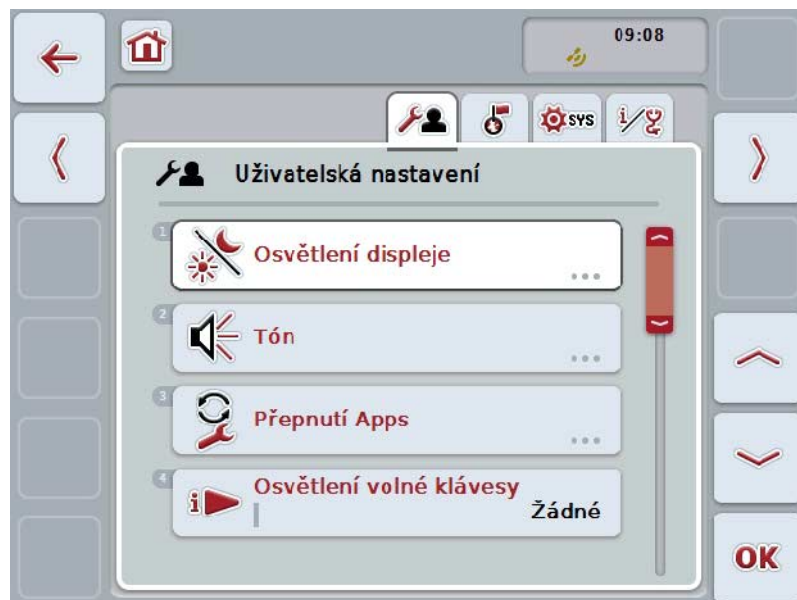 09:08
SYS
i/
Uživatelská nastavení
1
Osvětlení displeje
...
2
Tón
...
3
Přepnutí Apps
...
4
i
Osvětlení volné klávesy
Žádné
OK